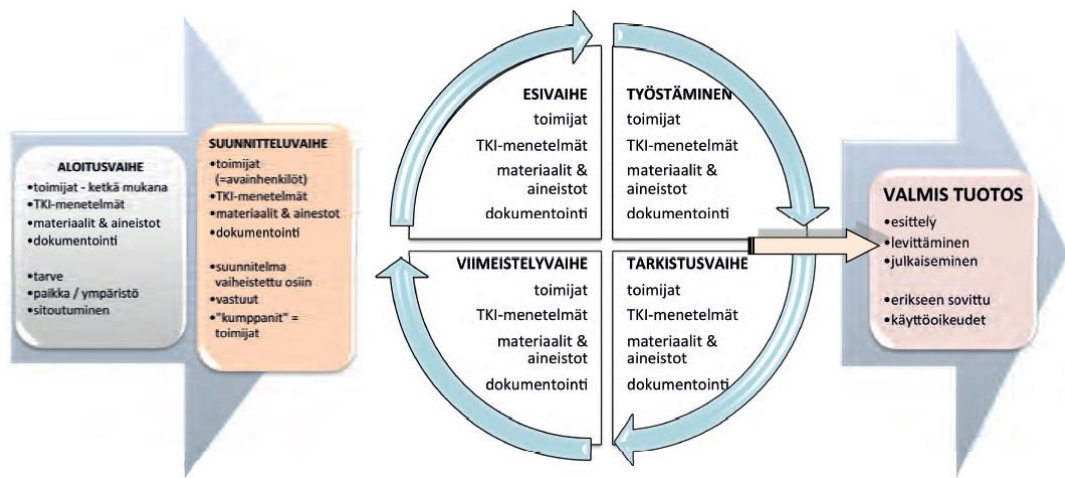 ALOITUSVAIHE
•toimijat - ketkä mukana
•TKI-menetelmät
•materiaalit & aineistot
•dokumentointi
•tarve
•paikka / ympäristö
•sitoutuminen
SUUNNITTELUVAIHE
•toimijat
(=avainhenkilöt)
•TKI-menetelmät
•materiaalit & ainestot
•dokumentointi
•suunnitelma
vaiheistettu osiin
•vastuut
•"kumppanit" =
toimijat
ESIVAIHE
toimijat
TKI-menetelmät
materiaalit &
aineistot
dokumentointi
TYÖSTÄMINEN
toimijat
TKI-menetelmät
materiaalit &
aineistot
dokumentointi
VIIMEISTELYVAIHE
toimijat
TKI-menetelmät
materiaalit &
aineistot
dokumentointi
TARKISTUSVAIHE
toimijat
TKI-menetelmät
materiaalit &
aineistot
dokumentointi
VALMIS TUOTOS
•esittely
•levittäminen
•julkaiseminen
•erikseen sovittu
•käyttöoikeudet